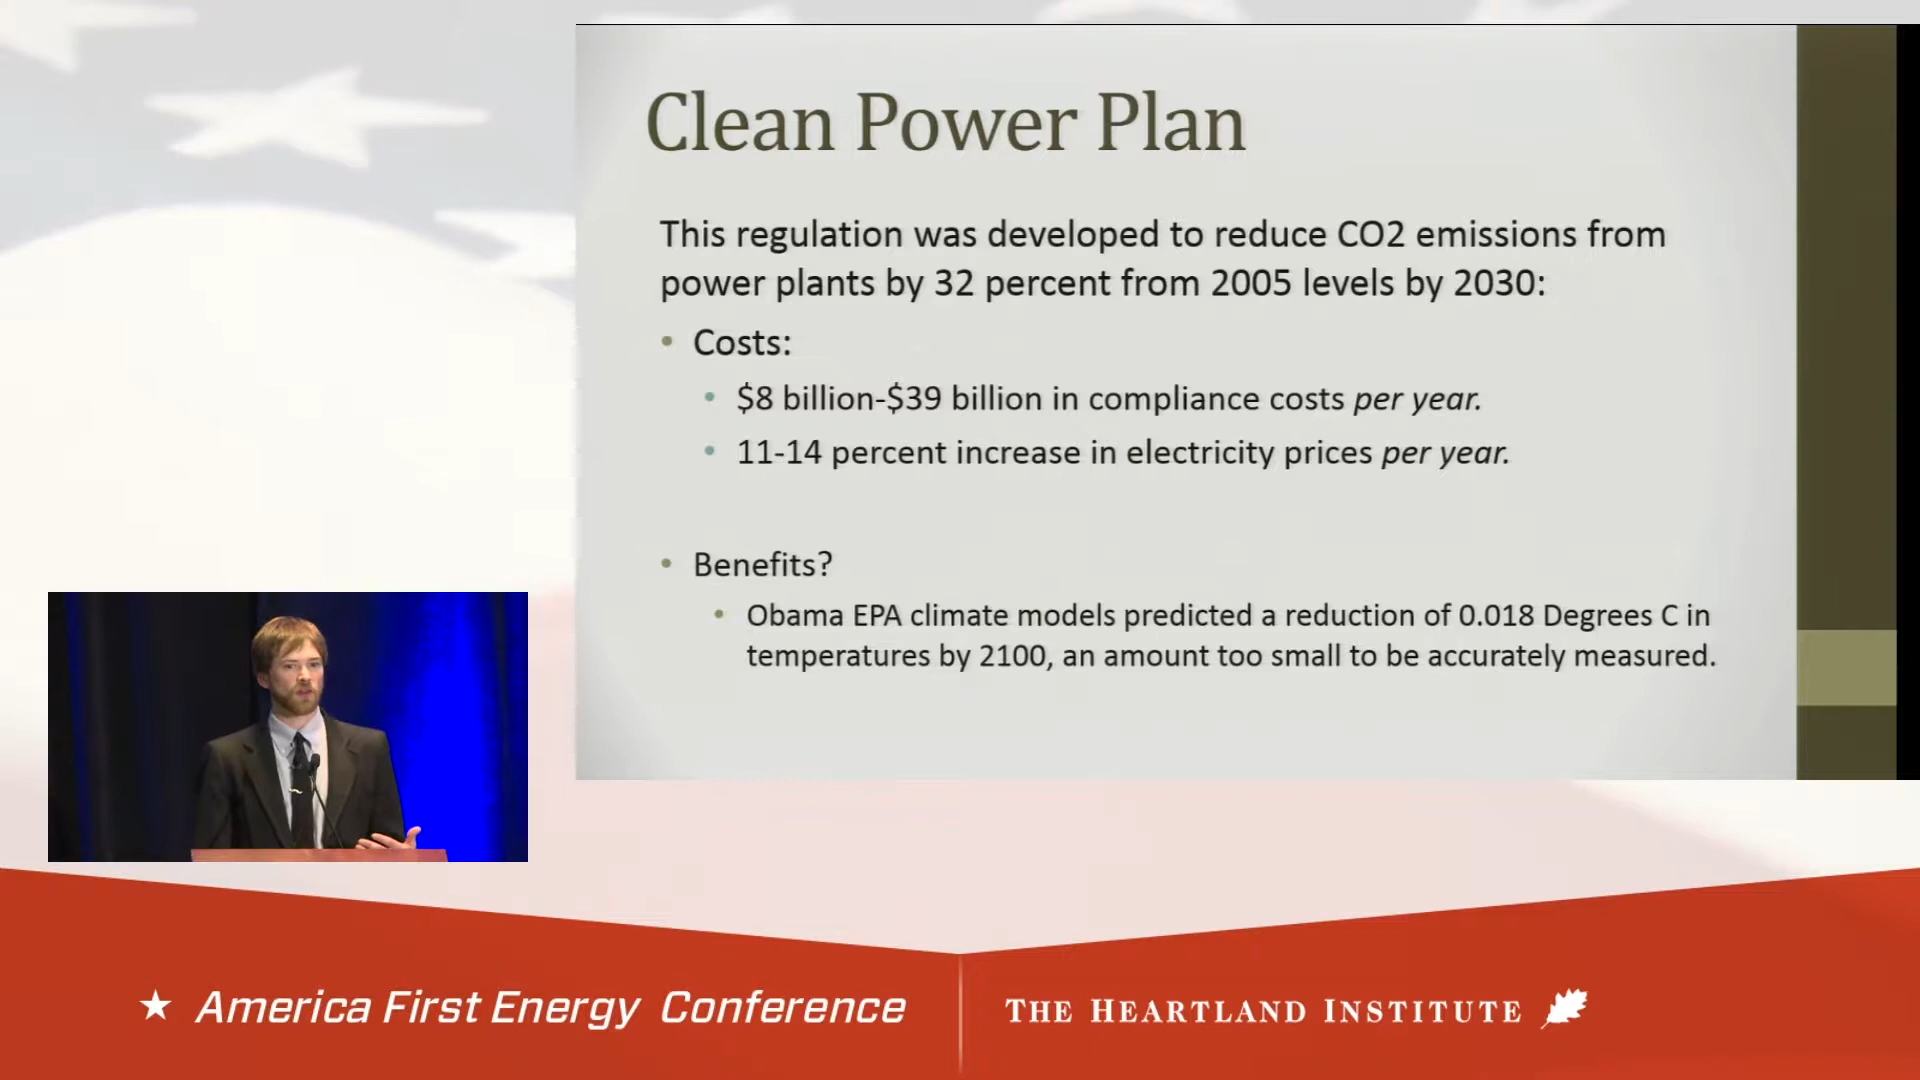 Clean Power Plan
This regulation was developed to reduce CO2 emissions from
power plants by 32 percent from 2005 levels by 2030:
• Costs:
• $8 billion-$39 billion in compliance costs per year.
• 11-14 percent increase in electricity prices per year.
• Benefits?
• Obama EPA climate models predicted a reduction of 0.018 Degrees C in
temperatures by 2100, an amount too small to be accurately measured.
America First Energy Conference
THE HEARTLAND INSTITUTE